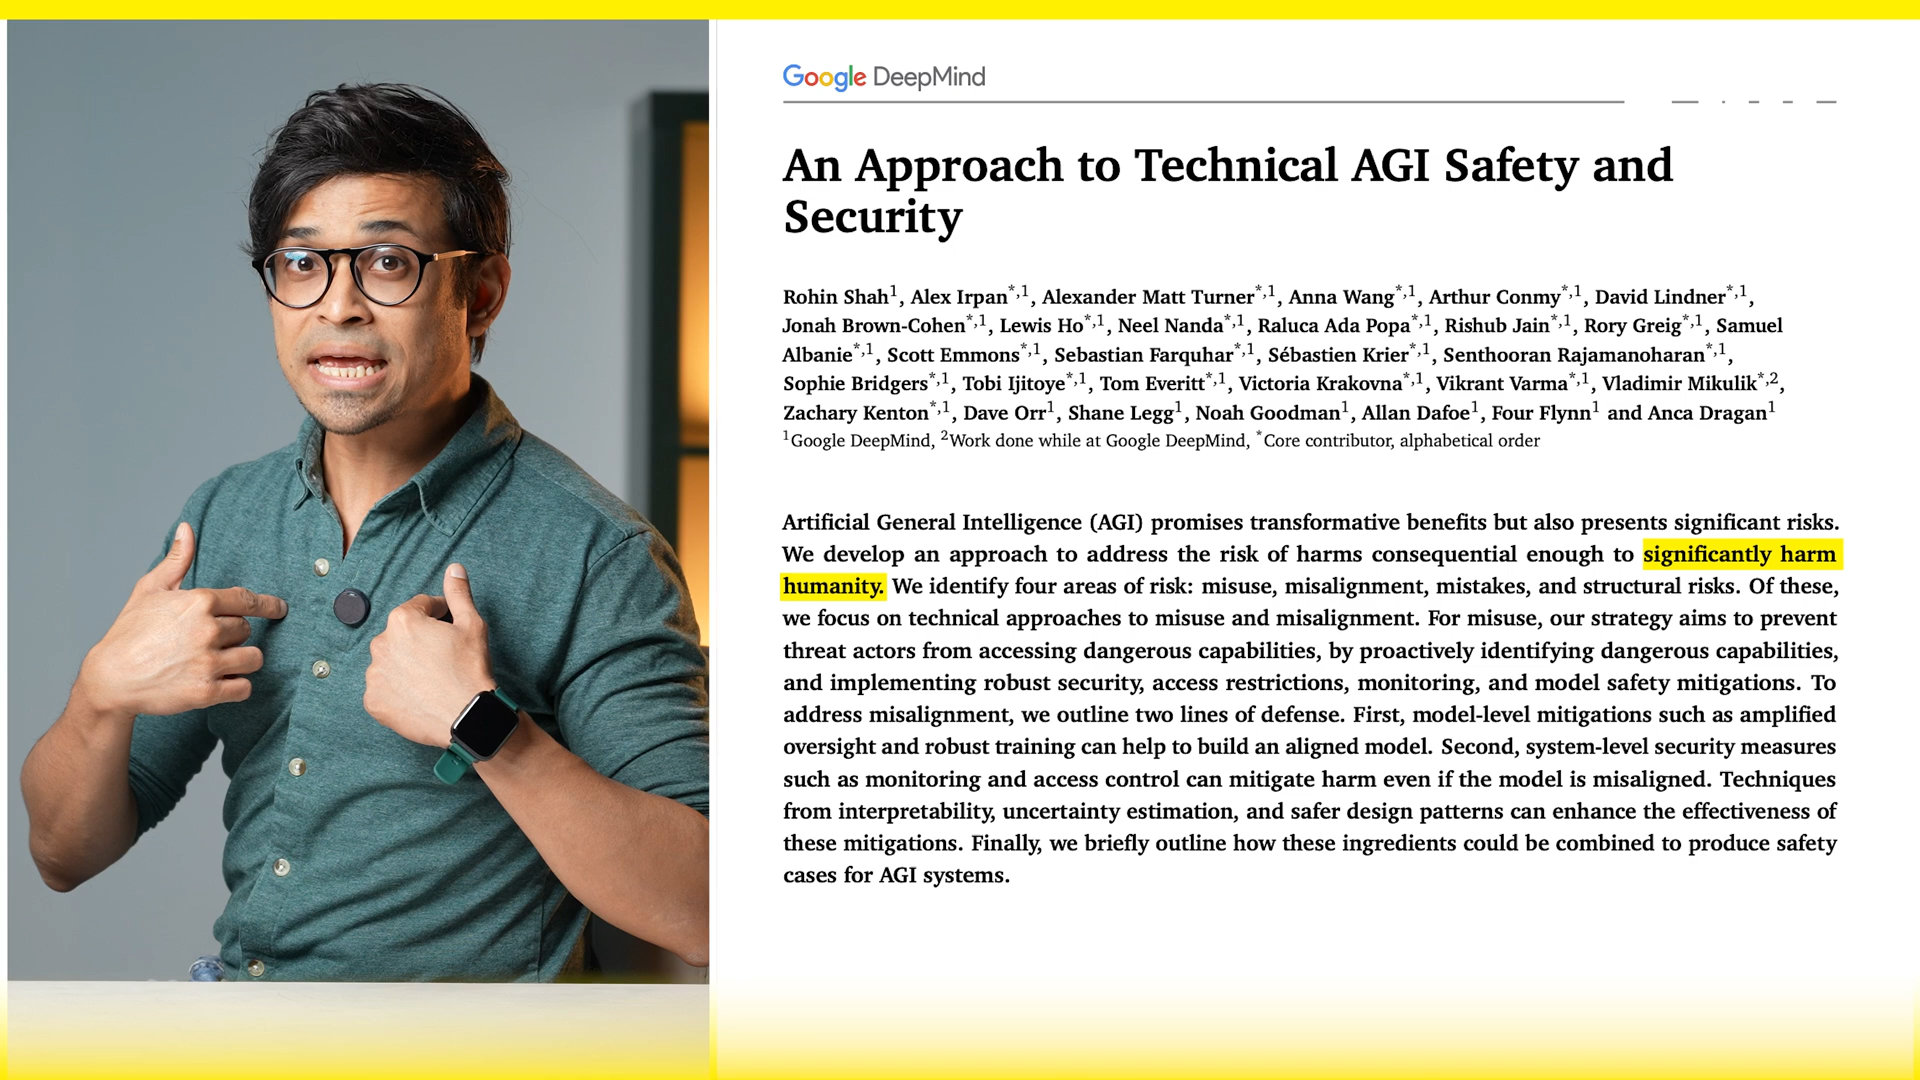 Google DeepMind
An Approach to Technical AGI Safety and
Security
Rohin Shah¹, Alex Irpan*,¹, Alexander Matt Turner*,¹, Anna Wang*,¹, Arthur Conmy*,¹, David Lindner*,¹,
Jonah Brown-Cohen*,¹, Lewis Ho*,¹, Neel Nanda*,¹, Raluca Ada Popa*,¹, Rishub Jain*,¹, Rory Greig*,¹, Samuel
Albanie*,¹, Scott Emmons*,¹, Sebastian Farquhar*,¹, Sébastien Krier*,¹, Senthooran Rajamanoharan*,¹,
Sophie Bridgers*,¹, Tobi Ijitoye*,¹, Tom Everitt*,¹, Victoria Krakovna*,¹, Vikrant Varma*,¹, Vladimir Mikulik*,²,
Zachary Kenton*,¹, Dave Orr¹, Shane Legg¹, Noah Goodman¹, Allan Dafoe¹, Four Flynn¹ and Anca Dragan¹
¹Google DeepMind, ²Work done while at Google DeepMind, *Core contributor, alphabetical order
Artificial General Intelligence (AGI) promises transformative benefits but also presents significant risks.
We develop an approach to address the risk of harms consequential enough to significantly harm
humanity. We identify four areas of risk: misuse, misalignment, mistakes, and structural risks. Of these,
we focus on technical approaches to misuse and misalignment. For misuse, our strategy aims to prevent
threat actors from accessing dangerous capabilities, by proactively identifying dangerous capabilities,
and implementing robust security, access restrictions, monitoring, and model safety mitigations. To
address misalignment, we outline two lines of defense. First, model-level mitigations such as amplified
oversight and robust training can help to build an aligned model. Second, system-level security measures
such as monitoring and access control can mitigate harm even if the model is misaligned. Techniques
from interpretability, uncertainty estimation, and safer design patterns can enhance the effectiveness of
these mitigations. Finally, we briefly outline how these ingredients could be combined to produce safety
cases for AGI systems.